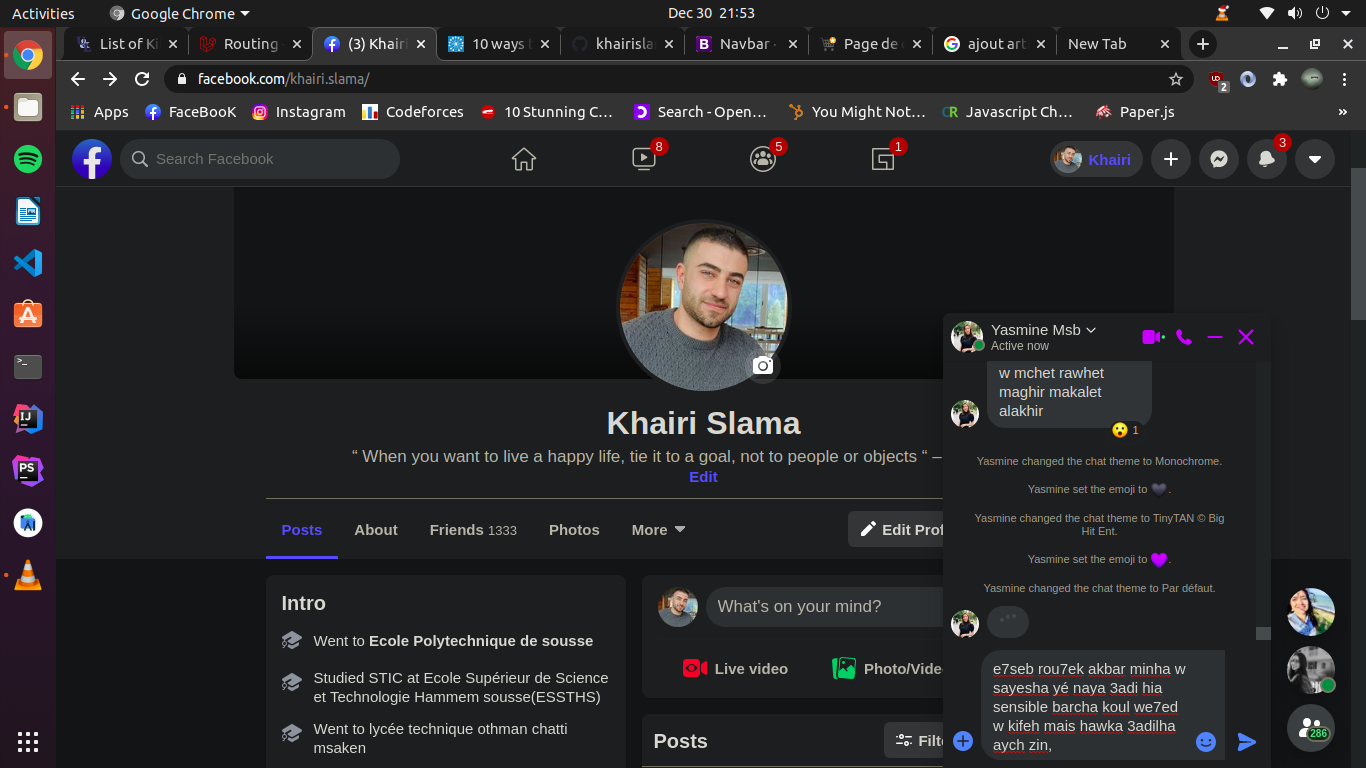 Activities
Google Chrome
Dec 30 21:53
List of Ki
Routing
(3) Khairi
10 ways t
khairislam
Navbar ·
Page de c
ajout art
New Tab
facebook.com/khairi.slama/
2
Apps
FaceBooK
Instagram
Codeforces
10 Stunning C…
Search - Open…
You Might Not…
CR Javascript Ch…
Paper.js
»
Search Facebook
8
5
1
Khairi
3
Khairi Slama
“ When you want to live a happy life, tie it to a goal, not to people or objects “ –
Edit
Posts
About
Friends 1333
Photos
More
Edit Prof
Intro
Went to Ecole Polytechnique de sousse
Studied STIC at Ecole Supérieur de Science
et Technologie Hammem sousse(ESSTHS)
Went to lycée technique othman chatti
msaken
What's on your mind?
Live video
Photo/Vide
Posts
Filte
Yasmine Msb
Active now
w mchet rawhet
maghir makalet
alakhir
😮 1
Yasmine changed the chat theme to Monochrome.
Yasmine set the emoji to 🖤.
Yasmine changed the chat theme to TinyTAN © Big
Hit Ent.
Yasmine set the emoji to 💜.
Yasmine changed the chat theme to Par défaut.
e7seb rou7ek akbar minha w
sayesha yé naya 3adi hia
sensible barcha koul we7ed
w kifeh mais hawka 3adilha
aych zin,
286
IJ
PS